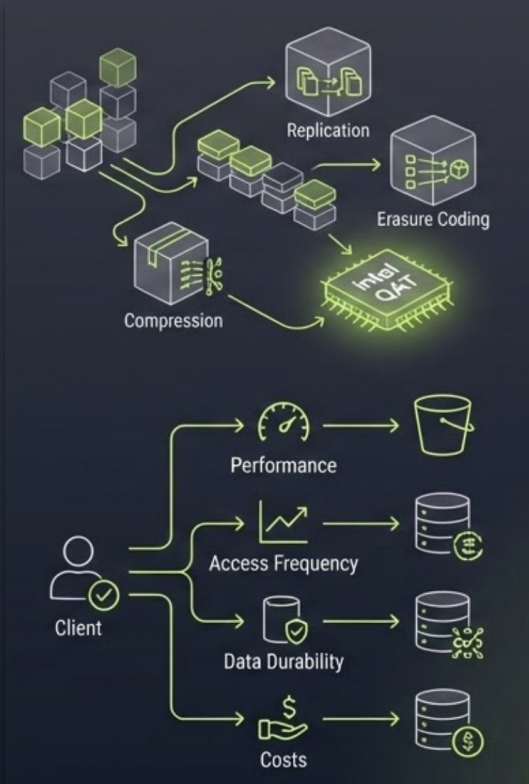 Replication
Erasure Coding
intel
QAT
Compression
Performance
Access Frequency
Client
Data Durability
$
Costs
$